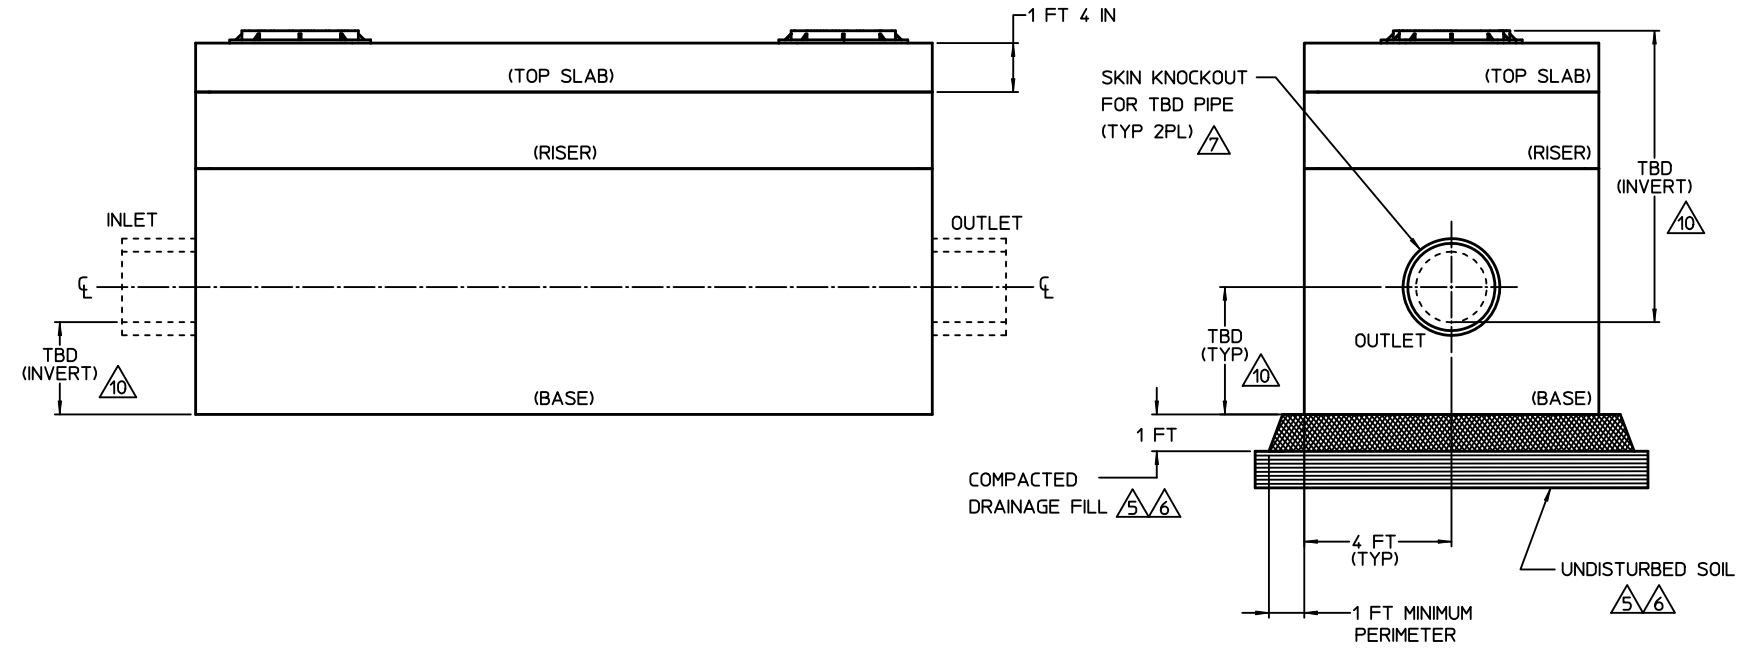 1 FT 4 IN
(TOP SLAB)
(RISER)
INLET
OUTLET
℄
℄
TBD
(INVERT)
10
(BASE)
(TOP SLAB)
SKIN KNOCKOUT
FOR TBD PIPE
(TYP 2PL)
7
(RISER)
TBD
(INVERT)
10
OUTLET
TBD
(TYP)
10
(BASE)
1 FT
COMPACTED
DRAINAGE FILL
5 6
4 FT
(TYP)
UNDISTURBED SOIL
5 6
1 FT MINIMUM
PERIMETER